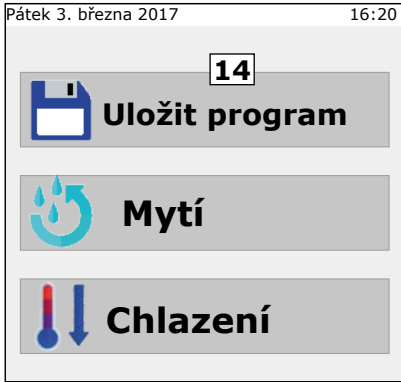 Pátek 3. března 2017 16:20
14
Uložit program
Mytí
Chlazení